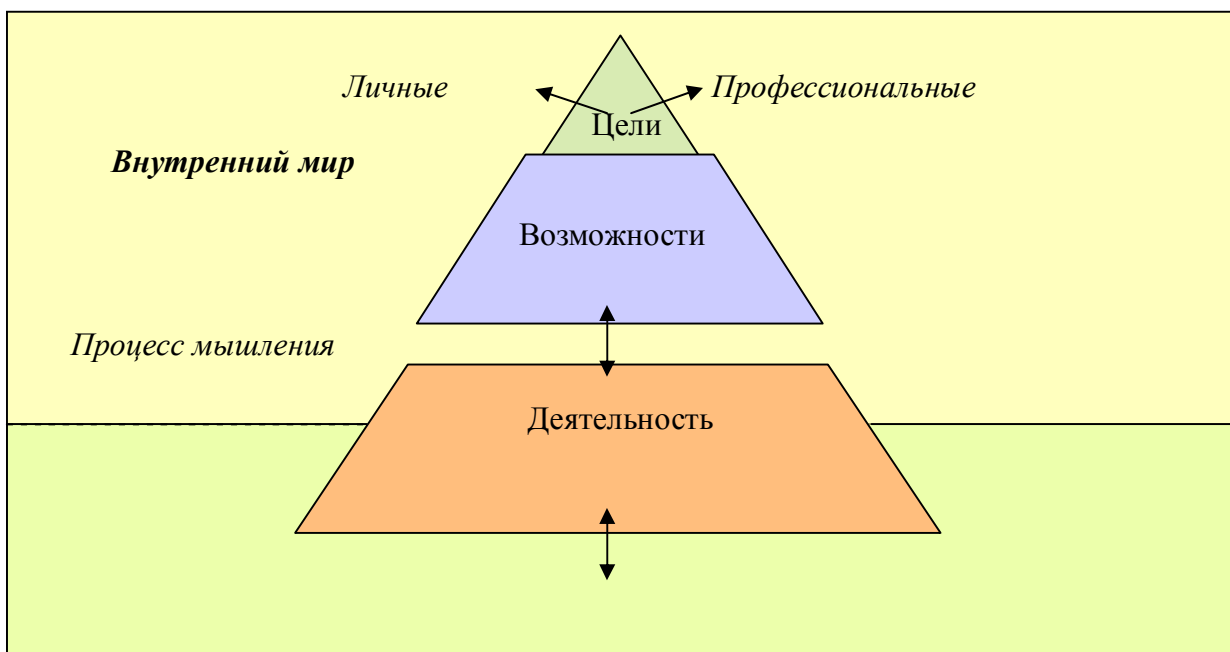 Личные
Профессиональные
Цели
Внутренний мир
Возможности
Процесс мышления
Деятельность